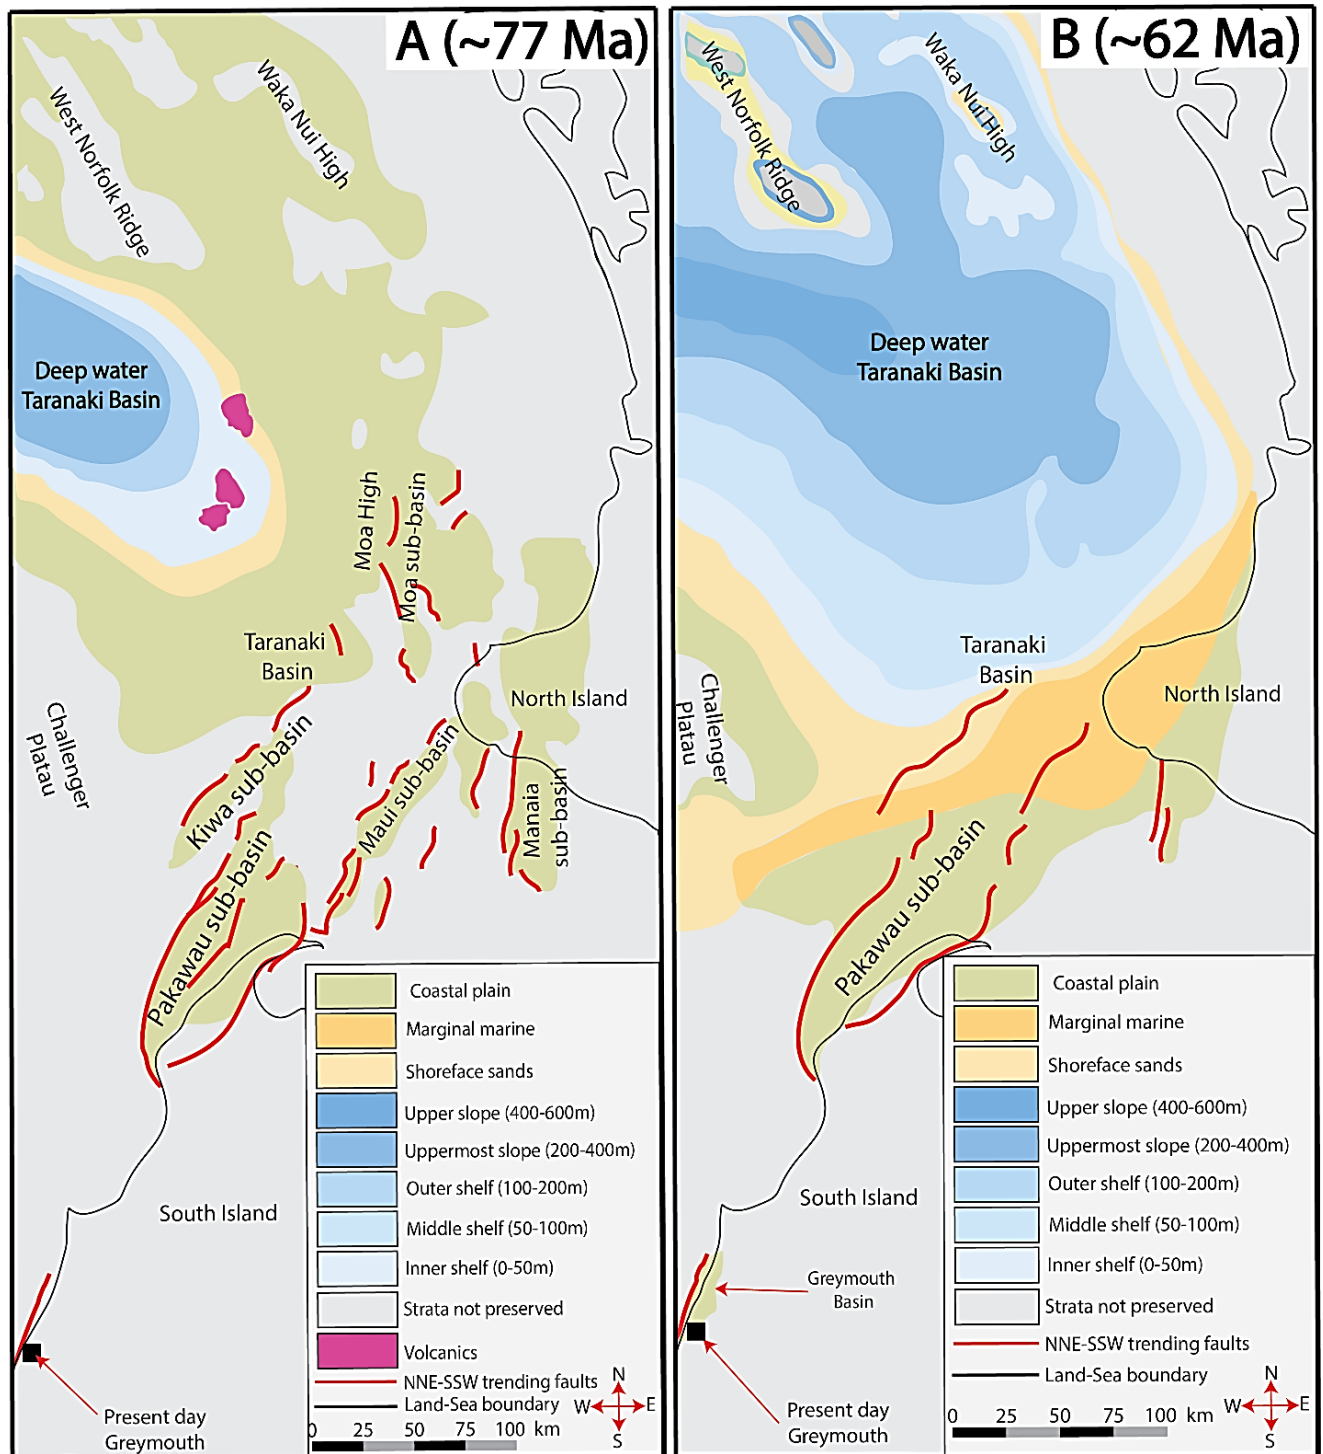 A (~77 Ma)
West Norfolk Ridge
Waka Nui High
Deep water
Taranaki Basin
Moa High
Moa sub-basin
Taranaki
Basin
North Island
Challenger
Platau
Kiwa sub-basin
Maui sub-basin
Manaia
sub-basin
Pakawau sub-basin
South Island
Present day
Greymouth
Coastal plain
Marginal marine
Shoreface sands
Upper slope (400-600m)
Uppermost slope (200-400m)
Outer shelf (100-200m)
Middle shelf (50-100m)
Inner shelf (0-50m)
Strata not preserved
Volcanics
NNE-SSW trending faults
Land-Sea boundary
0 25 50 75 100 km
N
W E
S
B (~62 Ma)
West Norfolk Ridge
Waka Nui High
Deep water
Taranaki Basin
Taranaki
Basin
North Island
Challenger
Platau
Pakawau sub-basin
South Island
Greymouth
Basin
Present day
Greymouth
Coastal plain
Marginal marine
Shoreface sands
Upper slope (400-600m)
Uppermost slope (200-400m)
Outer shelf (100-200m)
Middle shelf (50-100m)
Inner shelf (0-50m)
Strata not preserved
NNE-SSW trending faults
Land-Sea boundary
0 25 50 75 100 km
N
W E
S